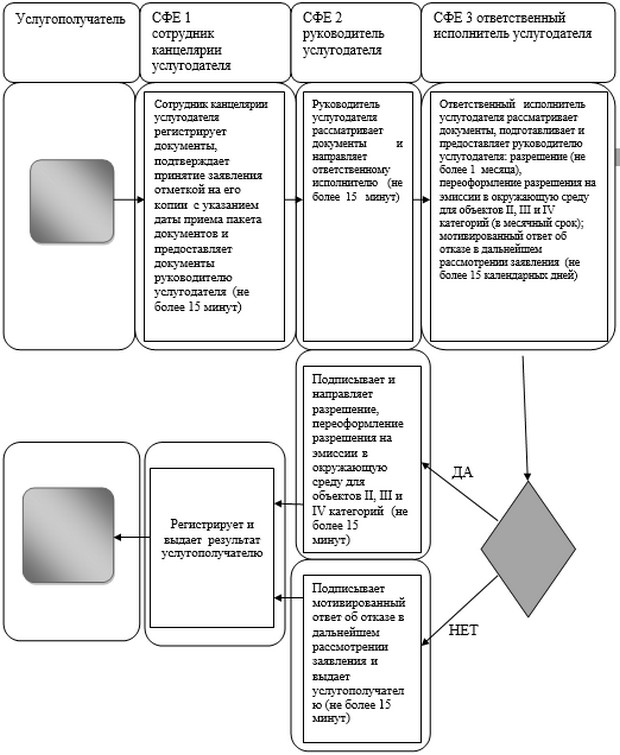 Услугополучатель
СФЕ 1
сотрудник
канцелярии
услугодателя
СФЕ 2
руководитель
услугодателя
СФЕ 3 ответственный
исполнитель услугодателя
Сотрудник канцелярии
услугодателя
регистрирует
документы,
подтверждает
принятие заявления
отметкой на его
копии с указанием
даты приема пакета
документов и
предоставляет
документы
руководителю
услугодателя (не
более 15 минут)
Руководитель
услугодателя
рассматривает
документы и
направляет
ответственному
исполнителю (не
более 15 минут)
Ответственный исполнитель
услугодателя рассматривает
документы, подготавливает и
предоставляет руководителю
услугодателя: разрешение (не
более 1 месяца),
переоформление разрешения на
эмиссии в окружающую среду
для объектов II, III и IV
категорий (в месячный срок);
мотивированный ответ об
отказе в дальнейшем
рассмотрении заявления (не
более 15 календарных дней)
Подписывает и
направляет
разрешение,
переоформление
разрешения на
эмиссии в
окружающую
среду для
объектов II, III и
IV категорий (не
более 15
минут)
ДА
Регистрирует и
выдает результат
услугополучателю
НЕТ
Подписывает
мотивированный
ответ об отказе в
дальнейшем
рассмотрении
заявления и
выдает
услугополучател
ю (не более 15
минут)